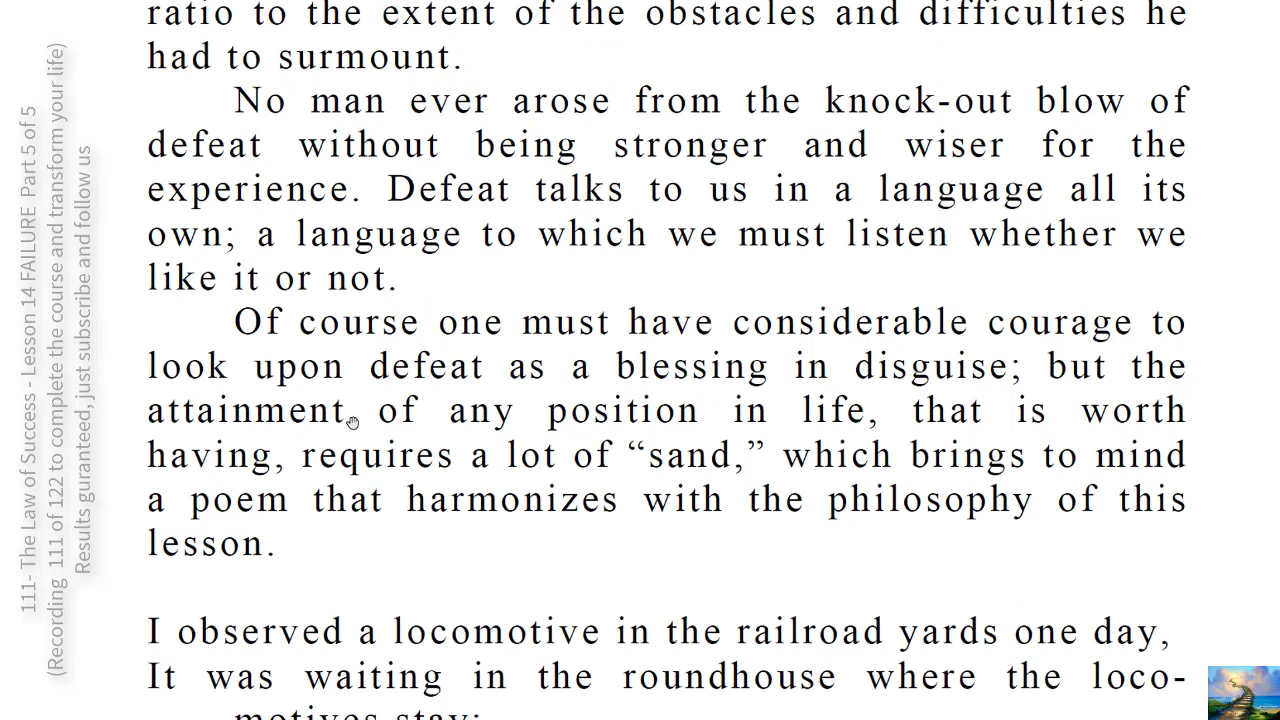 ratio to the extent of the obstacles and difficulties he
had to surmount.
No man ever arose from the knock-out blow of
defeat without being stronger and wiser for the
experience. Defeat talks to us in a language all its
own; a language to which we must listen whether we
like it or not.
Of course one must have considerable courage to
look upon defeat as a blessing in disguise; but the
attainment of any position in life, that is worth
having, requires a lot of “sand,” which brings to mind
a poem that harmonizes with the philosophy of this
lesson.
I observed a locomotive in the railroad yards one day,
It was waiting in the roundhouse where the loco-
motives stay;
111- The Law of Success - Lesson 14 FAILURE Part 5 of 5
(Recording 111 of 122 to complete the course and transform your life)
Results guranteed, just subscribe and follow us